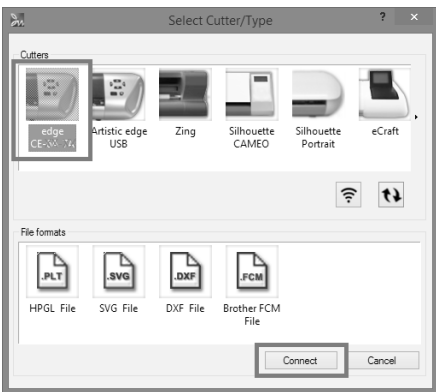 Select Cutter/Type
? ×
Cutters
edge
CE-
Artistic edge
USB
Zing
Silhouette
CAMEO
Silhouette
Portrait
eCraft
File formats
.PLT
.SVG
.DXF
.FCM
HPGL File
SVG File
DXF File
Brother FCM
File
Connect
Cancel